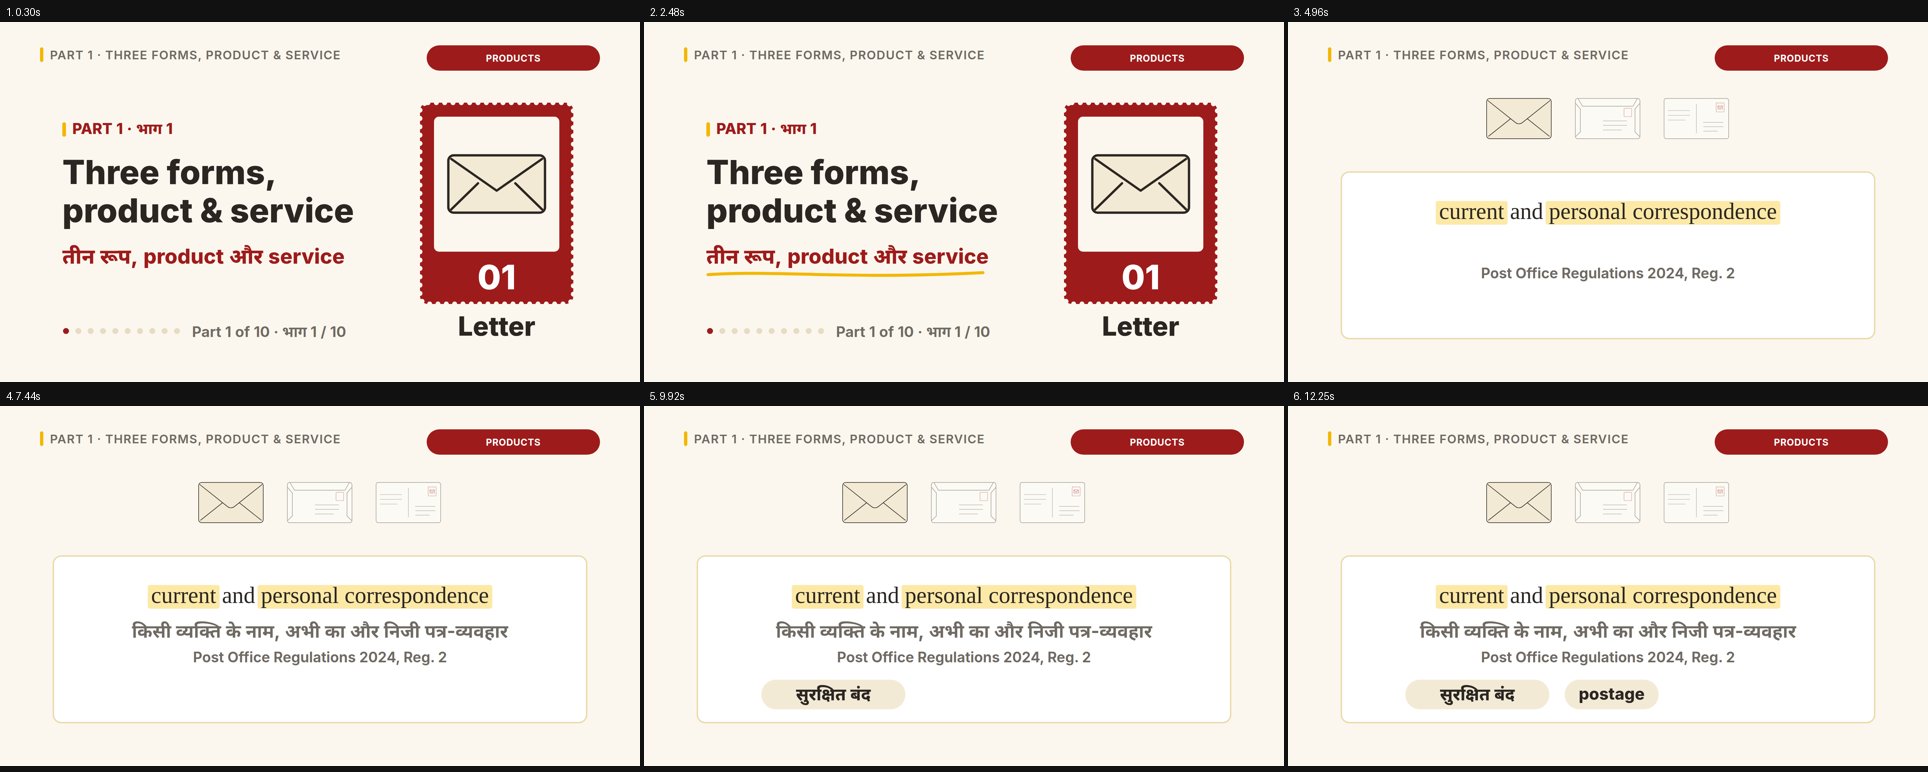 1. 0.30s
PART 1 · THREE FORMS, PRODUCT & SERVICE
PRODUCTS
PART 1 · भाग 1
Three forms,
product & service
तीन रूप, product और service
Part 1 of 10 · भाग 1 / 10
01
Letter
2. 2.48s
PART 1 · THREE FORMS, PRODUCT & SERVICE
PRODUCTS
PART 1 · भाग 1
Three forms,
product & service
तीन रूप, product और service
Part 1 of 10 · भाग 1 / 10
01
Letter
3. 4.96s
PART 1 · THREE FORMS, PRODUCT & SERVICE
PRODUCTS
current and personal correspondence
Post Office Regulations 2024, Reg. 2
4. 7.44s
PART 1 · THREE FORMS, PRODUCT & SERVICE
PRODUCTS
current and personal correspondence
किसी व्यक्ति के नाम, अभी का और निजी पत्र-व्यवहार
Post Office Regulations 2024, Reg. 2
5. 9.92s
PART 1 · THREE FORMS, PRODUCT & SERVICE
PRODUCTS
current and personal correspondence
किसी व्यक्ति के नाम, अभी का और निजी पत्र-व्यवहार
Post Office Regulations 2024, Reg. 2
सुरक्षित बंद
6. 12.25s
PART 1 · THREE FORMS, PRODUCT & SERVICE
PRODUCTS
current and personal correspondence
किसी व्यक्ति के नाम, अभी का और निजी पत्र-व्यवहार
Post Office Regulations 2024, Reg. 2
सुरक्षित बंद postage